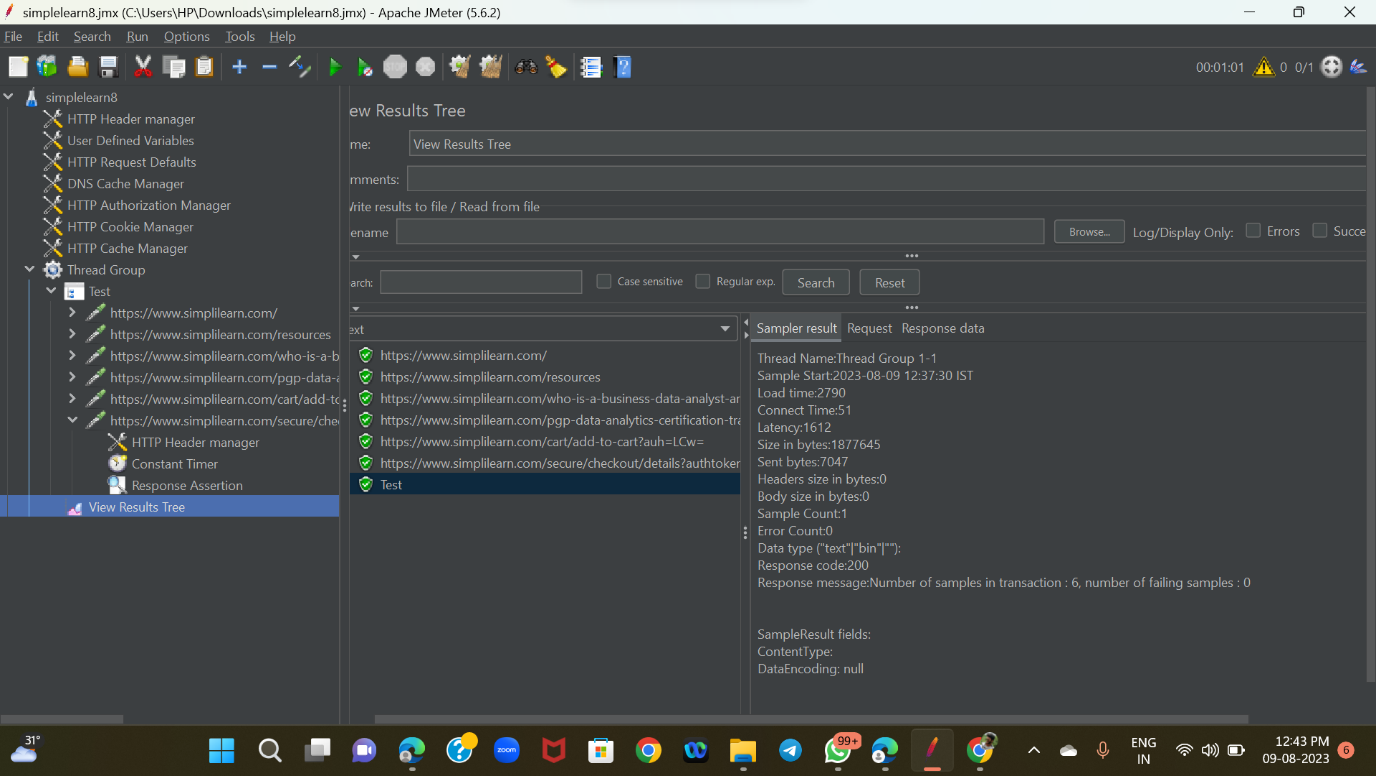 simplelearn8.jmx (C:\Users\HP\Downloads\simplelearn8.jmx) - Apache JMeter (5.6.2)
File Edit Search Run Options Tools Help
00:01:01 0 0/1
simplelearn8
HTTP Header manager
User Defined Variables
HTTP Request Defaults
DNS Cache Manager
HTTP Authorization Manager
HTTP Cookie Manager
HTTP Cache Manager
Thread Group
Test
https://www.simplilearn.com/
https://www.simplilearn.com/resources
https://www.simplilearn.com/who-is-a-b
https://www.simplilearn.com/pgp-data-a
https://www.simplilearn.com/cart/add-to
https://www.simplilearn.com/secure/che
HTTP Header manager
Constant Timer
Response Assertion
View Results Tree
ew Results Tree
me: View Results Tree
mments:
Write results to file / Read from file
ename Browse... Log/Display Only: Errors Succe
arch: Case sensitive Regular exp. Search Reset
ext
https://www.simplilearn.com/
https://www.simplilearn.com/resources
https://www.simplilearn.com/who-is-a-business-data-analyst-ar
https://www.simplilearn.com/pgp-data-analytics-certification-tra
https://www.simplilearn.com/cart/add-to-cart?auh=LCw=
https://www.simplilearn.com/secure/checkout/details?authtoker
Test
Sampler result Request Response data
Thread Name:Thread Group 1-1
Sample Start:2023-08-09 12:37:30 IST
Load time:2790
Connect Time:51
Latency:1612
Size in bytes:1877645
Sent bytes:7047
Headers size in bytes:0
Body size in bytes:0
Sample Count:1
Error Count:0
Data type ("text"|"bin"|""):
Response code:200
Response message:Number of samples in transaction : 6, number of failing samples : 0
SampleResult fields:
ContentType:
DataEncoding: null
31°
zoom
99+
ENG
IN
12:43 PM
09-08-2023
6